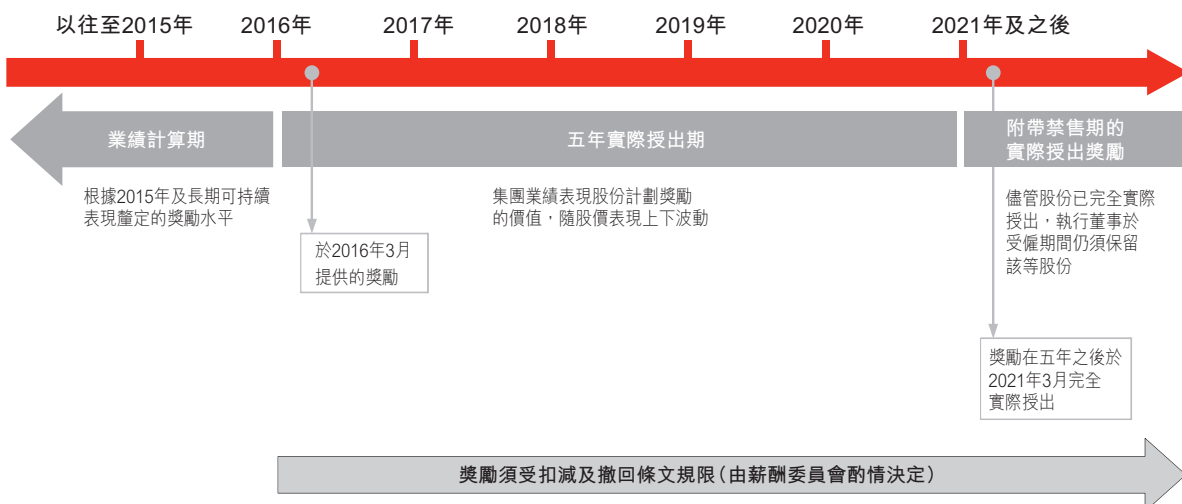 以往至2015年 2016年 2017年 2018年 2019年 2020年 2021年及之後
業績計算期
五年實際授出期
附帶禁售期的
實際授出獎勵
根據2015年及長期可持續
表現釐定的獎勵水平
集團業績表現股份計劃獎勵
的價值，隨股價表現上下波動
儘管股份已完全實際
授出，執行董事於
受僱期間仍須保留
該等股份
於2016年3月
提供的獎勵
獎勵在五年之後於
2021年3月完全
實際授出
獎勵須受扣減及撤回條文規限（由薪酬委員會酌情決定）